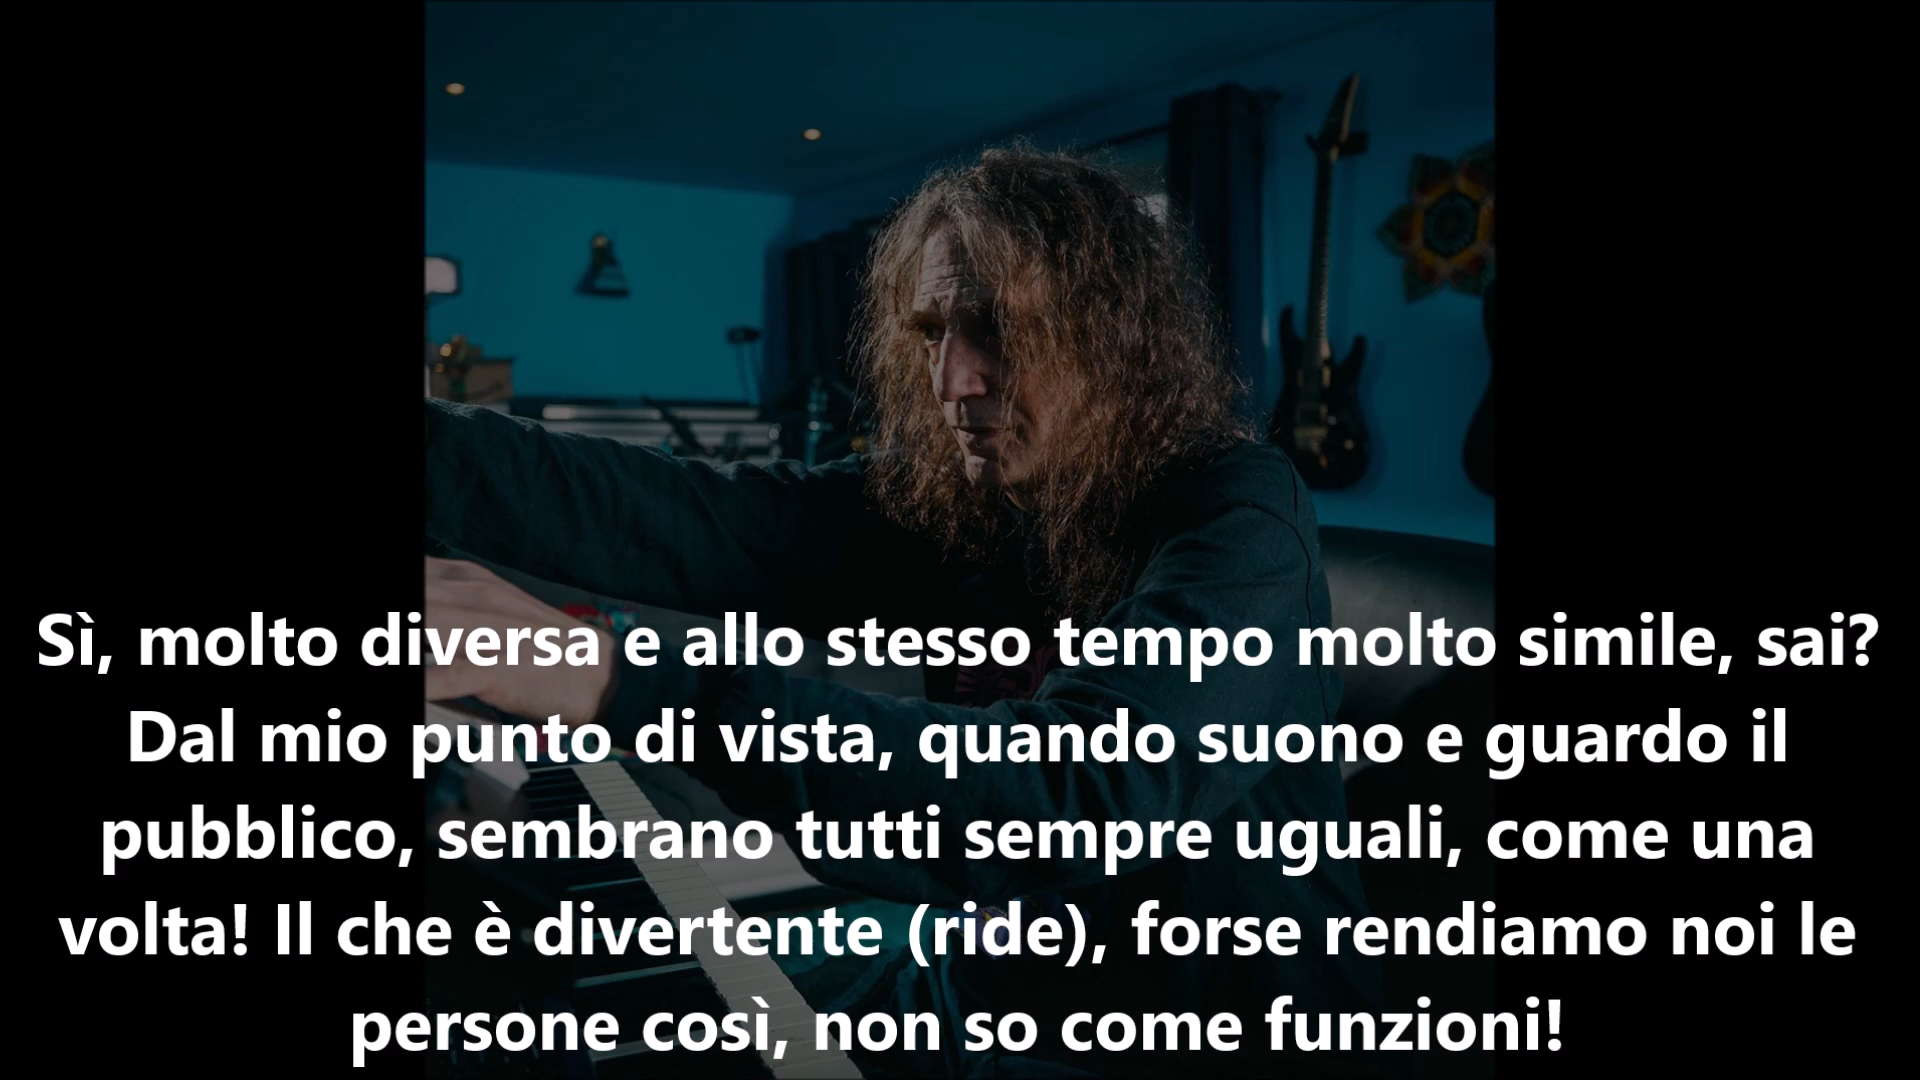 Sì, molto diversa e allo stesso tempo molto simile, sai?
Dal mio punto di vista, quando suono e guardo il
pubblico, sembrano tutti sempre uguali, come una
volta! Il che è divertente (ride), forse rendiamo noi le
persone così, non so come funzioni!